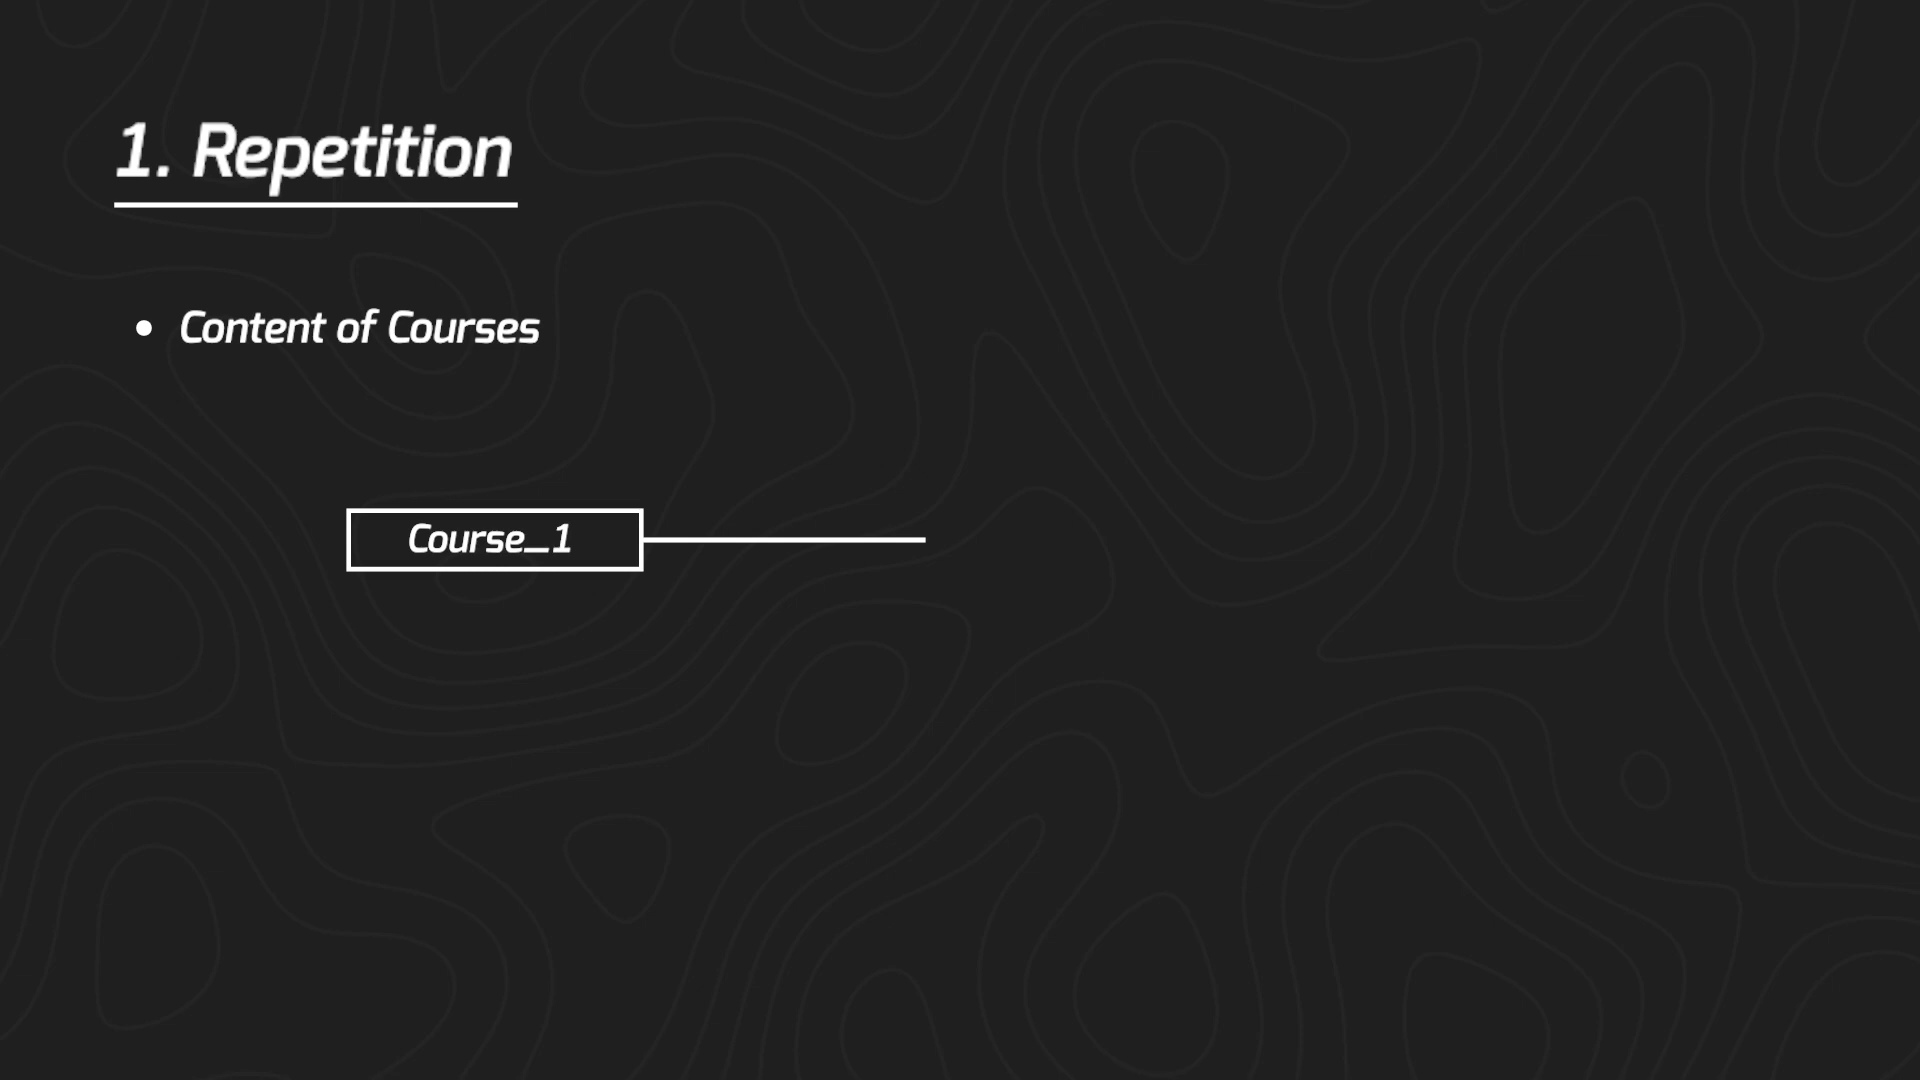 1. Repetition
• Content of Courses
Course_1